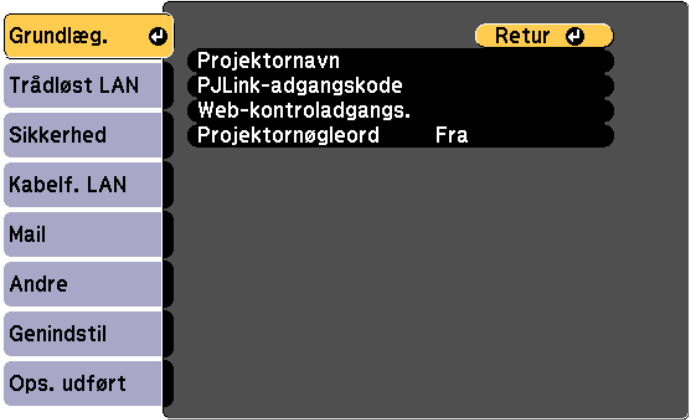 Grundlæg.
Trådløst LAN
Sikkerhed
Kabelf. LAN
Mail
Andre
Genindstil
Ops. udført
Retur
Projektornavn
PJLink-adgangskode
Web-kontroladgangs.
Projektornøgleord Fra